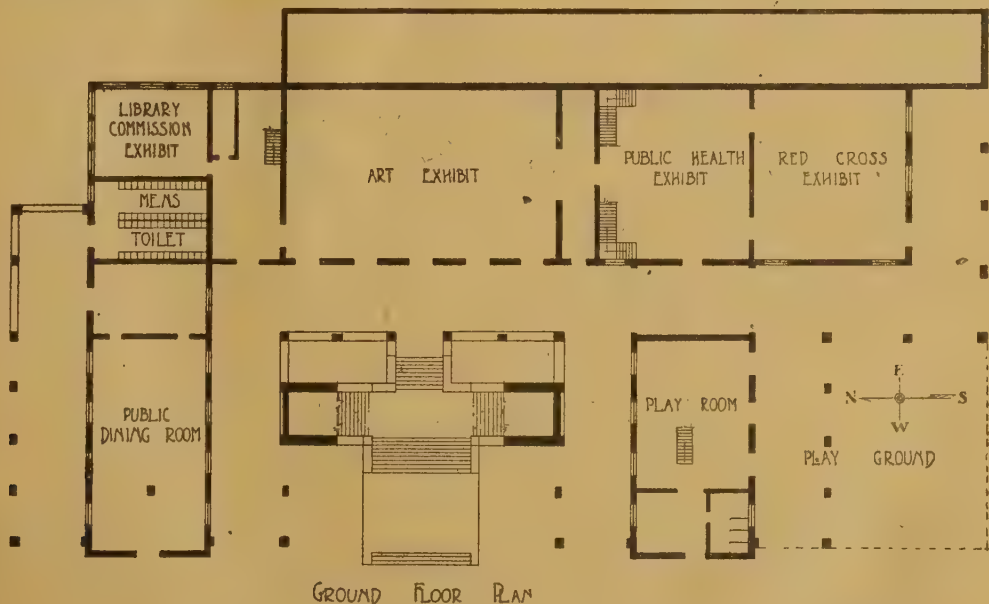 LIBRARY
COMMISSION
EXHIBIT
MENS
TOILET
ART EXHIBIT
PUBLIC HEALTH
EXHIBIT
RED CROSS
EXHIBIT
PUBLIC
DINING ROOM
PLAY ROOM
E
N S
W
PLAY GROUND
GROUND FLOOR PLAN